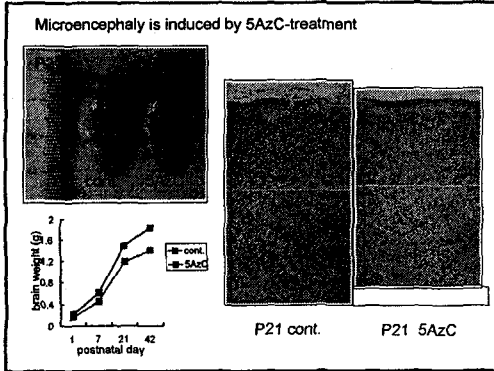 Microencephaly is induced by 5AzC-treatment
P21
brain weight (g)
2
1.6
1.2
0.8
0.4
0
1 7 21 42
postnatal day
cont.
5AzC
P21 cont.
P21 5AzC